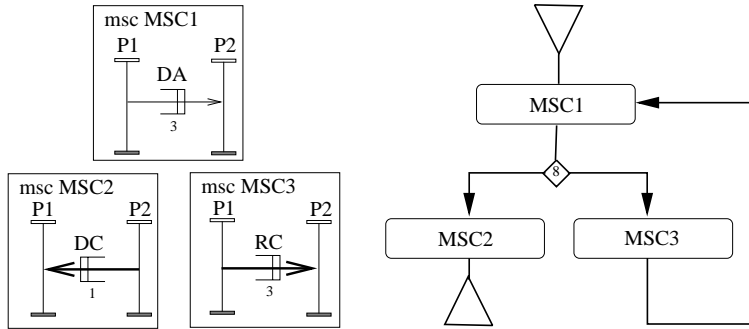 msc MSC1
P1 P2
DA
3
msc MSC2
P1 P2
DC
1
msc MSC3
P1 P2
RC
3
MSC1
8
MSC2
MSC3